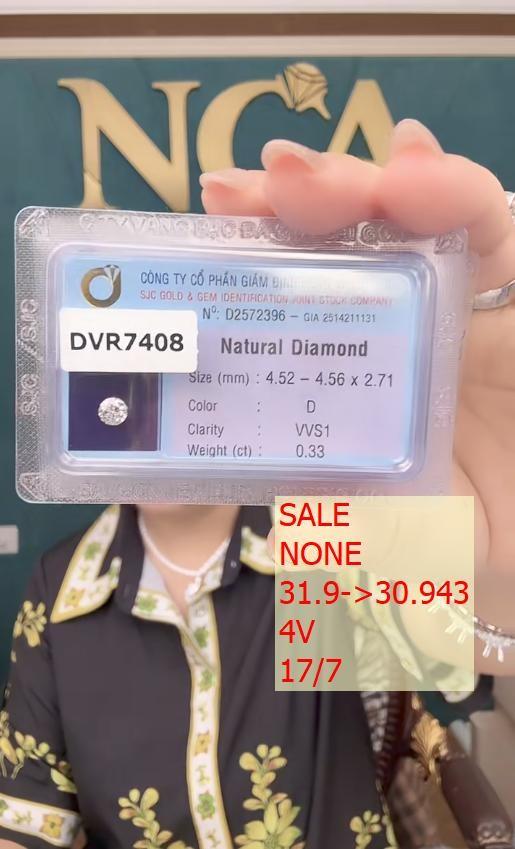 NCA
CÔNG TY CỔ PHẦN GIÁM
SJC GOLD & GEM IDENTIFICATION JOINT STOCK COMPANY
Nº: D2572396 – GIA 2514211131
DVR7408
Natural Diamond
Size (mm) : 4.52 – 4.56 x 2.71
Color : D
Clarity : VVS1
Weight (ct) : 0.33
SALE
NONE
31.9->30.943
4V
17/7